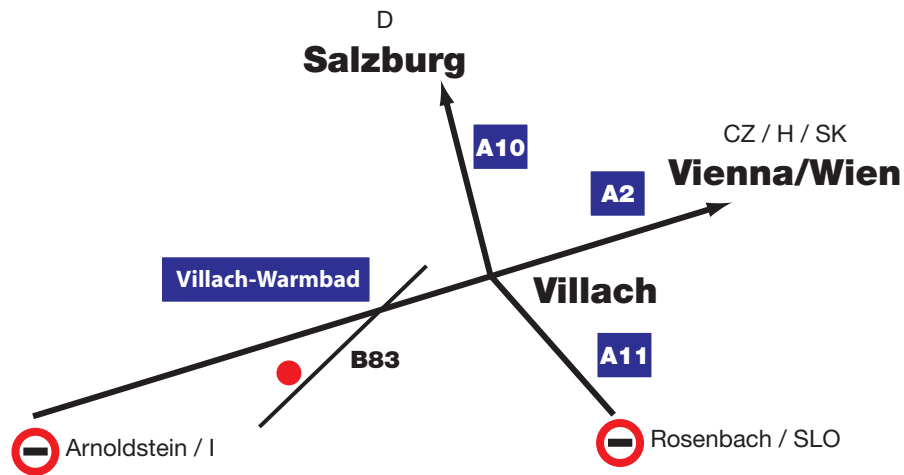 D
Salzburg
A10
CZ / H / SK
Vienna/Wien
A2
Villach-Warmbad
Villach
B83
A11
Arnoldstein / I
Rosenbach / SLO